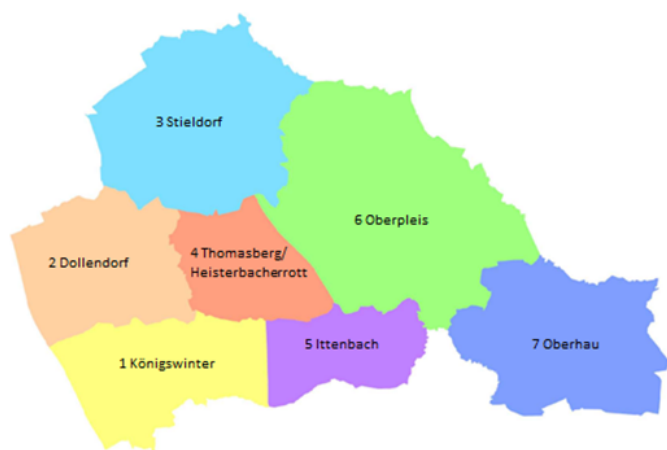 3 Stieldorf
6 Oberpleis
2 Dollendorf
4 Thomasberg/
Heisterbacherrott
5 Ittenbach
7 Oberhau
1 Königswinter